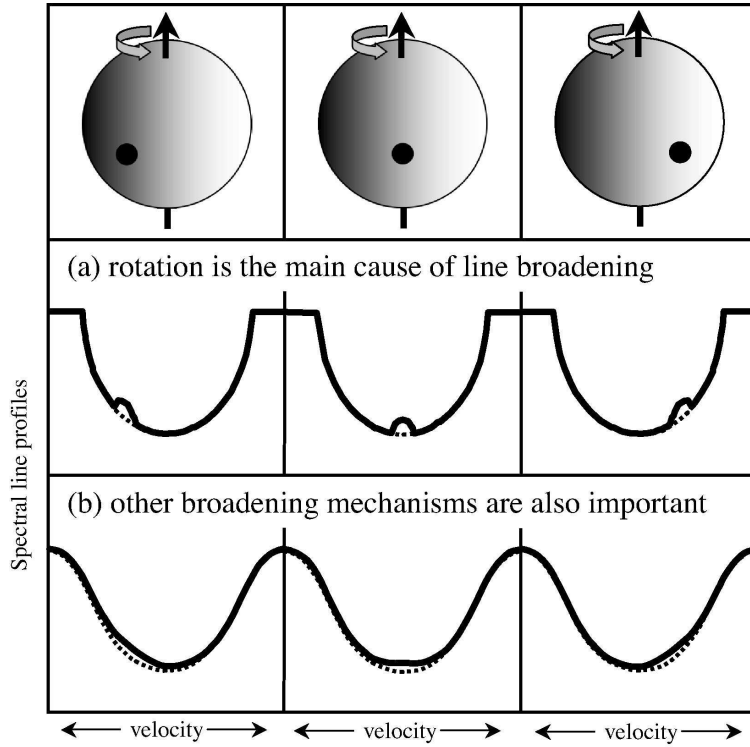 (a) rotation is the main cause of line broadening
Spectral line profiles
(b) other broadening mechanisms are also important
velocity
velocity
velocity